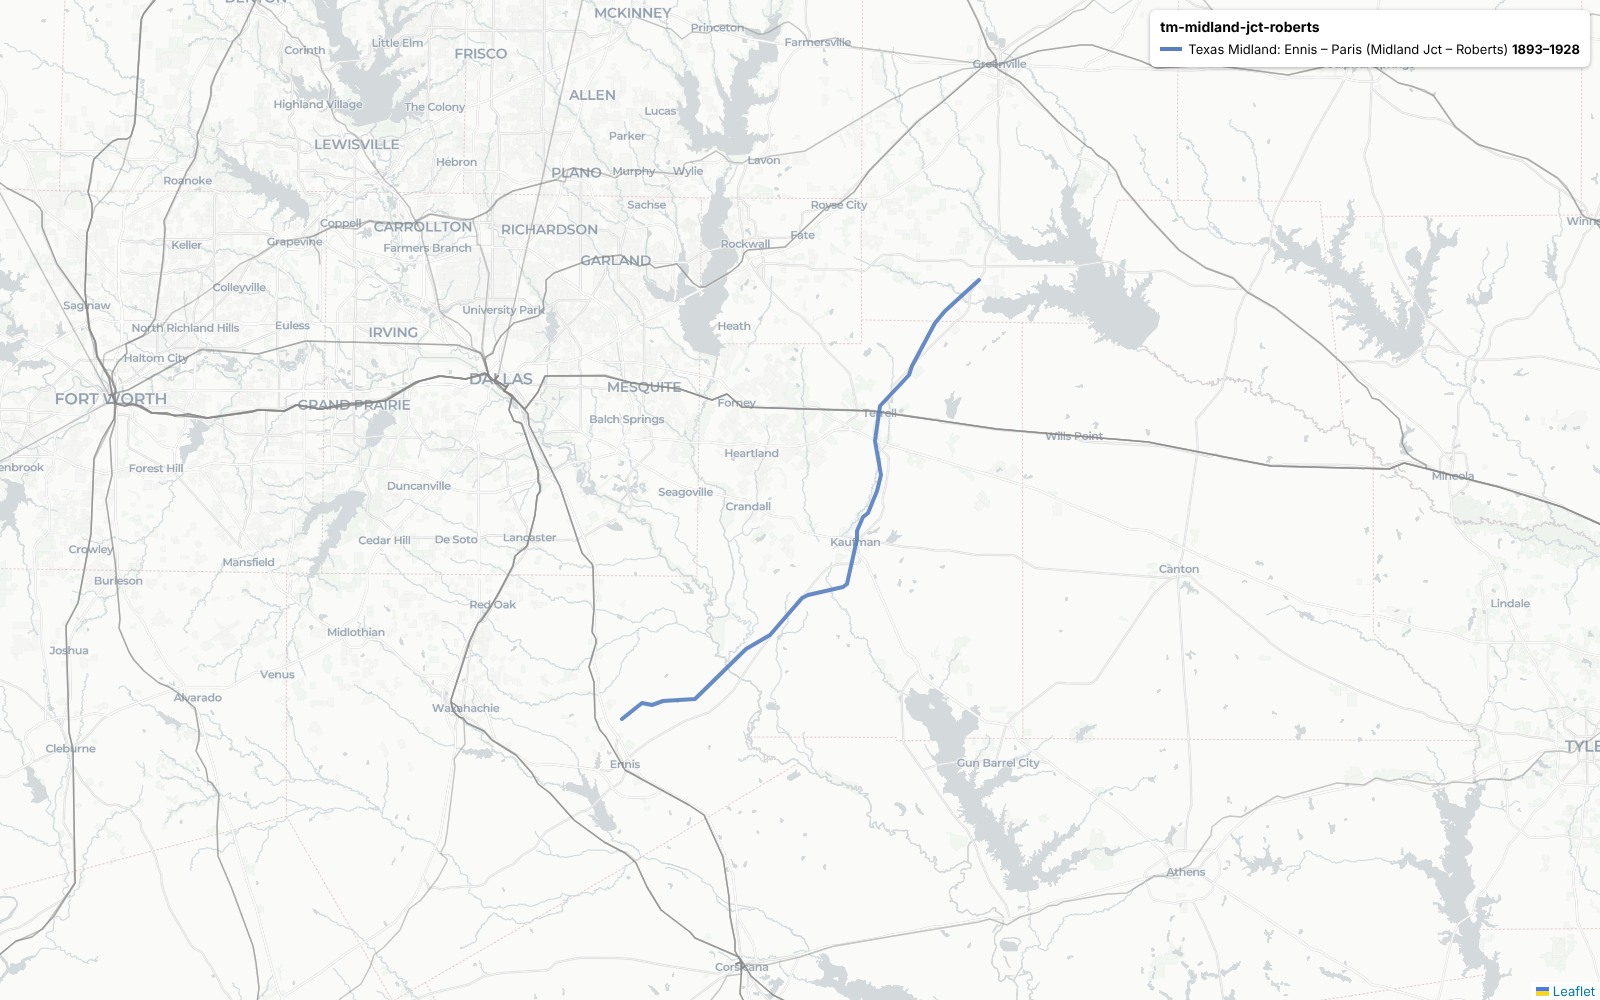 tm-midland-jct-roberts
Texas Midland: Ennis – Paris (Midland Jct – Roberts) 1893–1928
MCKINNEY
Princeton
Corinth
Little Elm
FRISCO
Farmersville
Greenville
ALLEN
Highland Village
The Colony
Lucas
Parker
LEWISVILLE
Hebron
Lavon
PLANO
Murphy
Wylie
Roanoke
Sachse
Royse City
Coppell
CARROLLTON
RICHARDSON
Fate
Keller
Grapevine
Farmers Branch
Rockwall
GARLAND
Colleyville
Saginaw
University Park
North Richland Hills
Euless
IRVING
Heath
Haltom City
DALLAS
MESQUITE
FORT WORTH
GRAND PRAIRIE
Forney
Terrell
Balch Springs
Wills Point
Heartland
Forest Hill
Mineola
Duncanville
Seagoville
Crandall
Cedar Hill
De Soto
Lancaster
Kaufman
Crowley
Mansfield
Canton
Burleson
Red Oak
Lindale
Midlothian
Joshua
Venus
Alvarado
Waxahachie
Cleburne
Ennis
Gun Barrel City
Athens
Corsicana
Leaflet